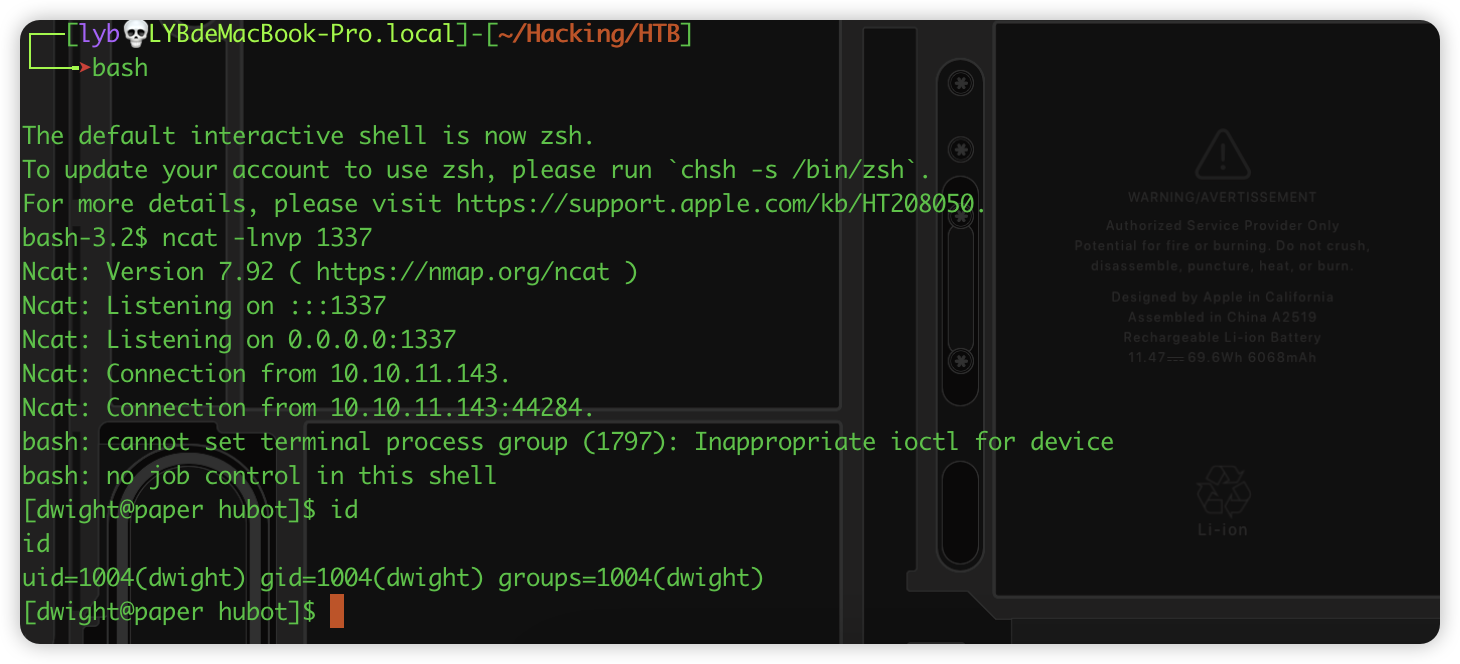 [lyb💀LYBdeMacBook-Pro.local]-[~/Hacking/HTB]
bash
The default interactive shell is now zsh.
To update your account to use zsh, please run `chsh -s /bin/zsh`.
For more details, please visit https://support.apple.com/kb/HT208050.
bash-3.2$ ncat -lnvp 1337
Ncat: Version 7.92 ( https://nmap.org/ncat )
Ncat: Listening on :::1337
Ncat: Listening on 0.0.0.0:1337
Ncat: Connection from 10.10.11.143.
Ncat: Connection from 10.10.11.143:44284.
bash: cannot set terminal process group (1797): Inappropriate ioctl for device
bash: no job control in this shell
[dwight@paper hubot]$ id
id
uid=1004(dwight) gid=1004(dwight) groups=1004(dwight)
[dwight@paper hubot]$
WARNING/AVERTISSEMENT
Authorized Service Provider Only
Potential for fire or burning. Do not crush,
disassemble, puncture, heat, or burn.
Designed by Apple in California
Assembled in China A2519
Rechargeable Li-ion Battery
11.47⎓69.6Wh 6068mAh
Li-ion